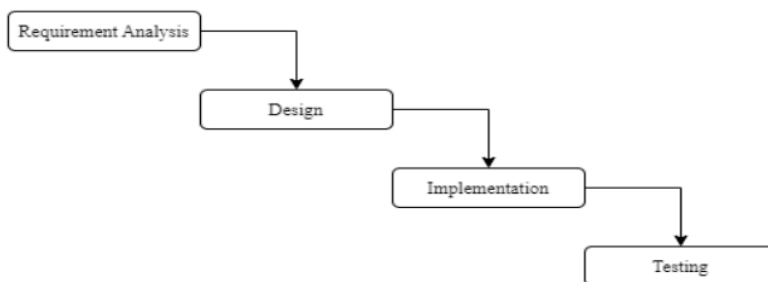 Requirement Analysis
Design
Implementation
Testing